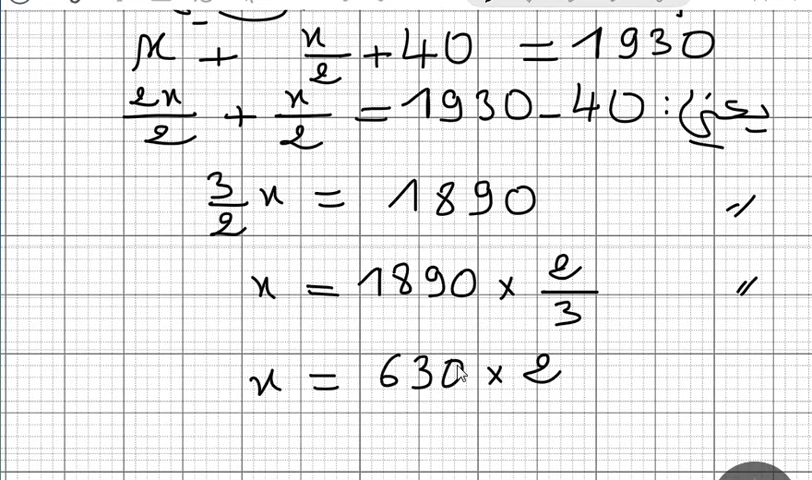 x + x/2 + 40 = 1930
2x/2 + x/2 = 1930 - 40 : يعني
3/2 x = 1890 〃
x = 1890 × 2/3 〃
x = 630 × 2